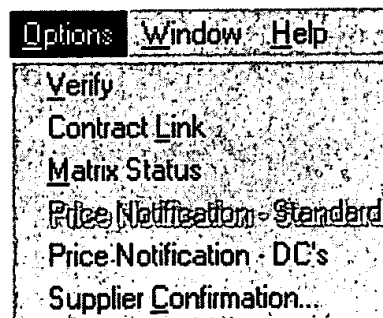 Options Window Help
Verify
Contract Link
Matrix Status
Price Notification - Standard
Price Notification - DC's
Supplier Confirmation...